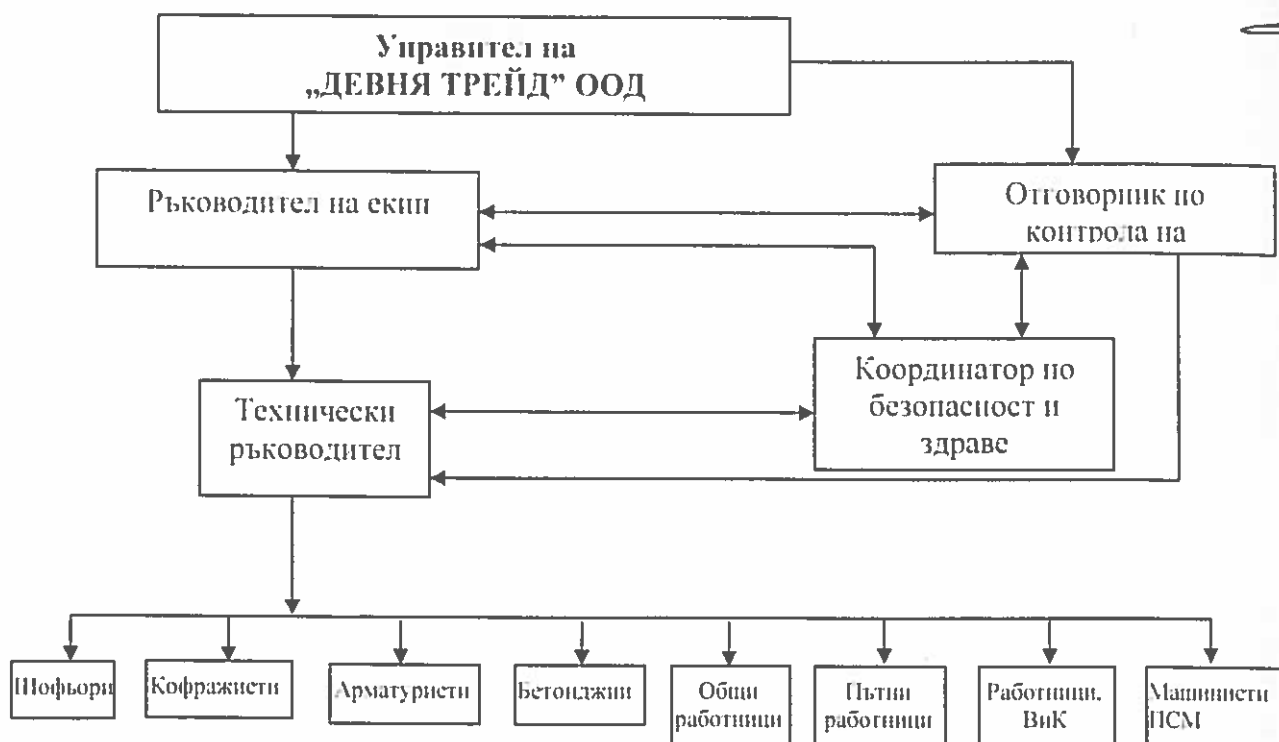 Управител на
„ДЕВНЯ ТРЕЙД” ООД
Ръководител на екип
Отговорник по
контрола на
Координатор по
безопасност и
здраве
Технически
ръководител
Шофьори
Кофражисти
Арматуристи
Бетонджии
Общи
работници
Пътни
работници
Работници.
ВиК
Машинисти
ПСМ